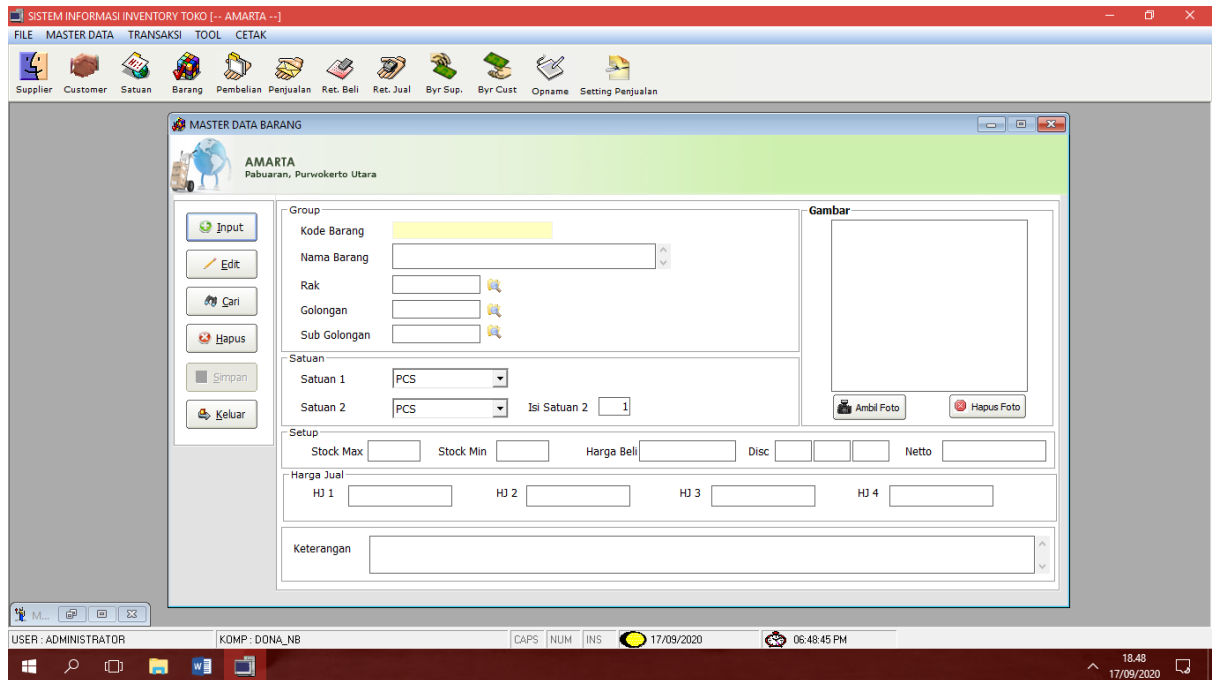 SISTEM INFORMASI INVENTORY TOKO [-- AMARTA --]
FILE MASTER DATA TRANSAKSI TOOL CETAK
Supplier Customer Satuan Barang Pembelian Penjualan Ret. Beli Ret. Jual Byr Sup. Byr Cust Opname Setting Penjualan
MASTER DATA BARANG
AMARTA
Pabuaran, Purwokerto Utara
Input
Edit
Cari
Hapus
Simpan
Keluar
Group
Kode Barang
Nama Barang
Rak
Golongan
Sub Golongan
Gambar
Ambil Foto Hapus Foto
Satuan
Satuan 1 PCS
Satuan 2 PCS Isi Satuan 2 1
Setup
Stock Max Stock Min Harga Beli Disc Netto
Harga Jual
HJ 1 HJ 2 HJ 3 HJ 4
Keterangan
M...
USER : ADMINISTRATOR KOMP : DONA_NB CAPS NUM INS 17/09/2020 06:48:45 PM
18.48
17/09/2020